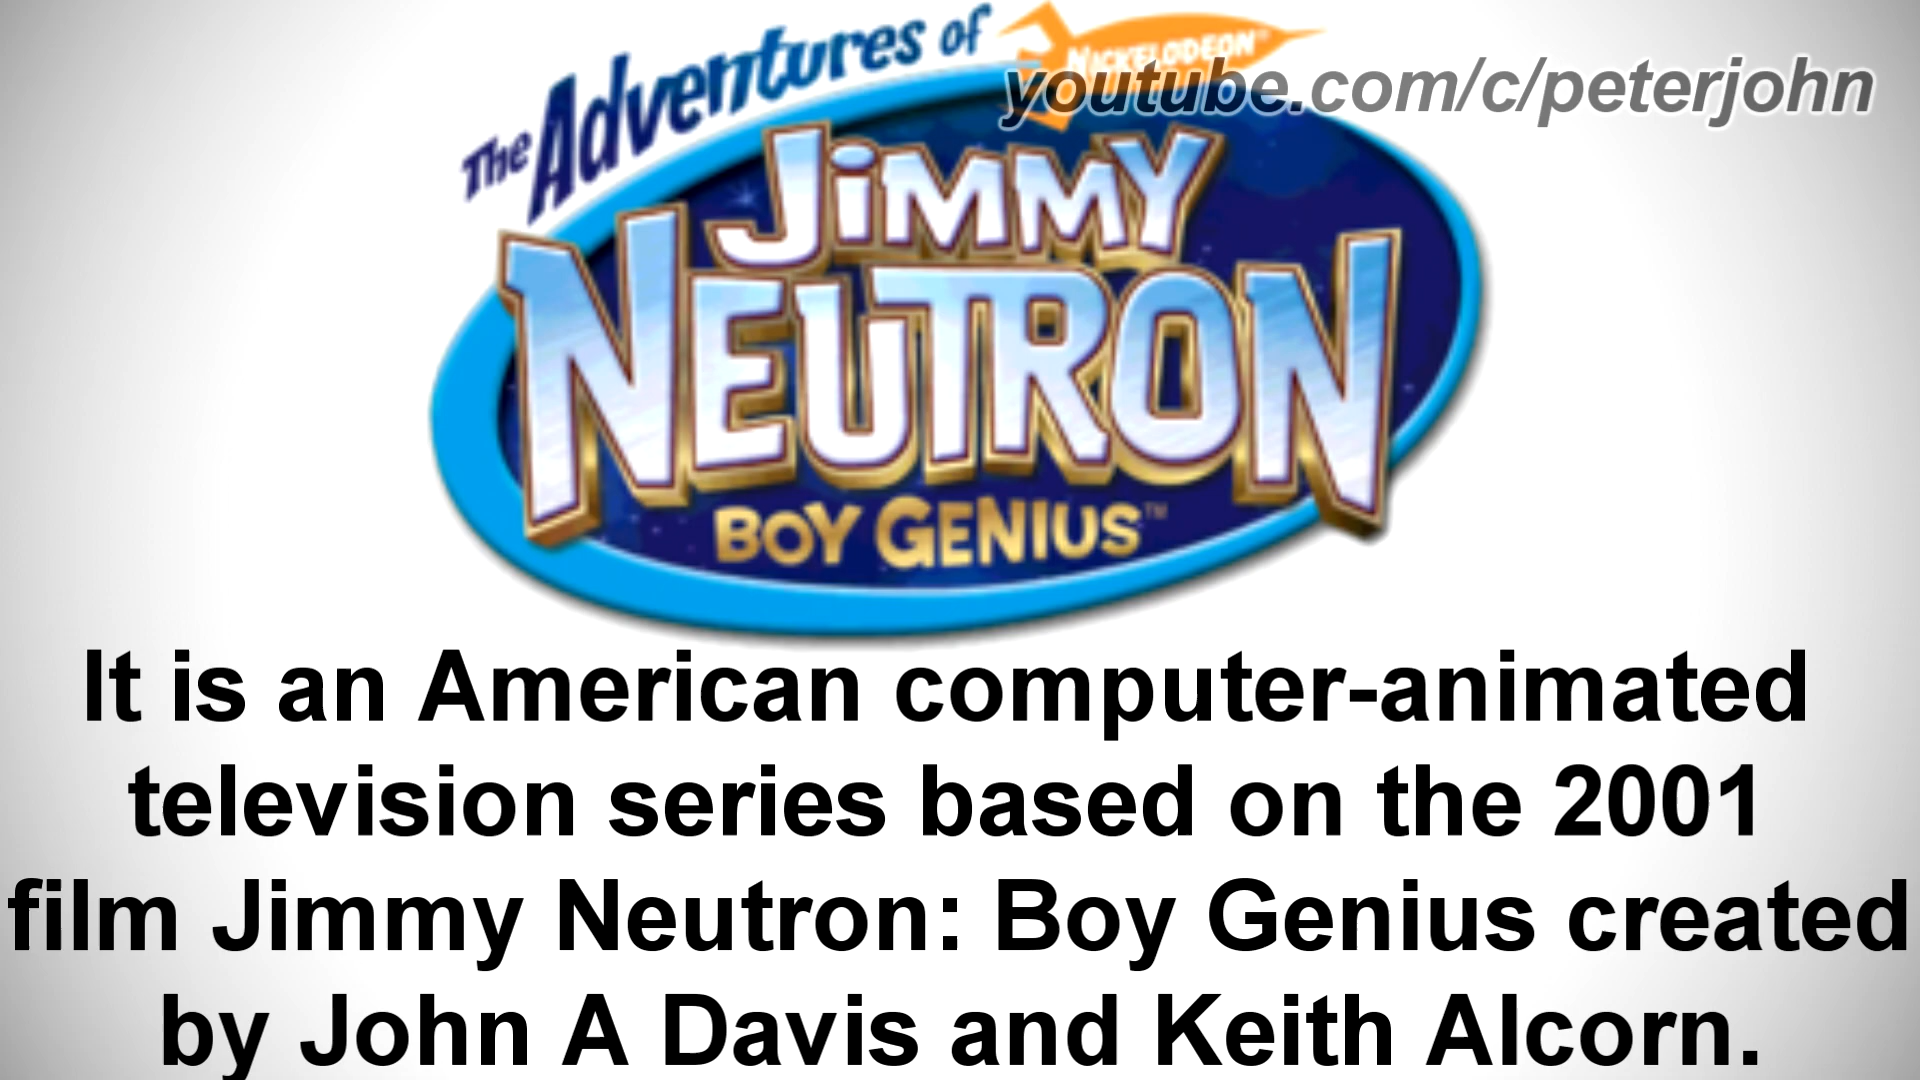 The Adventures of
NICKELODEON
youtube.com/c/peterjohn
JIMMY
NEUTRON
BOY GENIUS™
It is an American computer-animated
television series based on the 2001
film Jimmy Neutron: Boy Genius created
by John A Davis and Keith Alcorn.